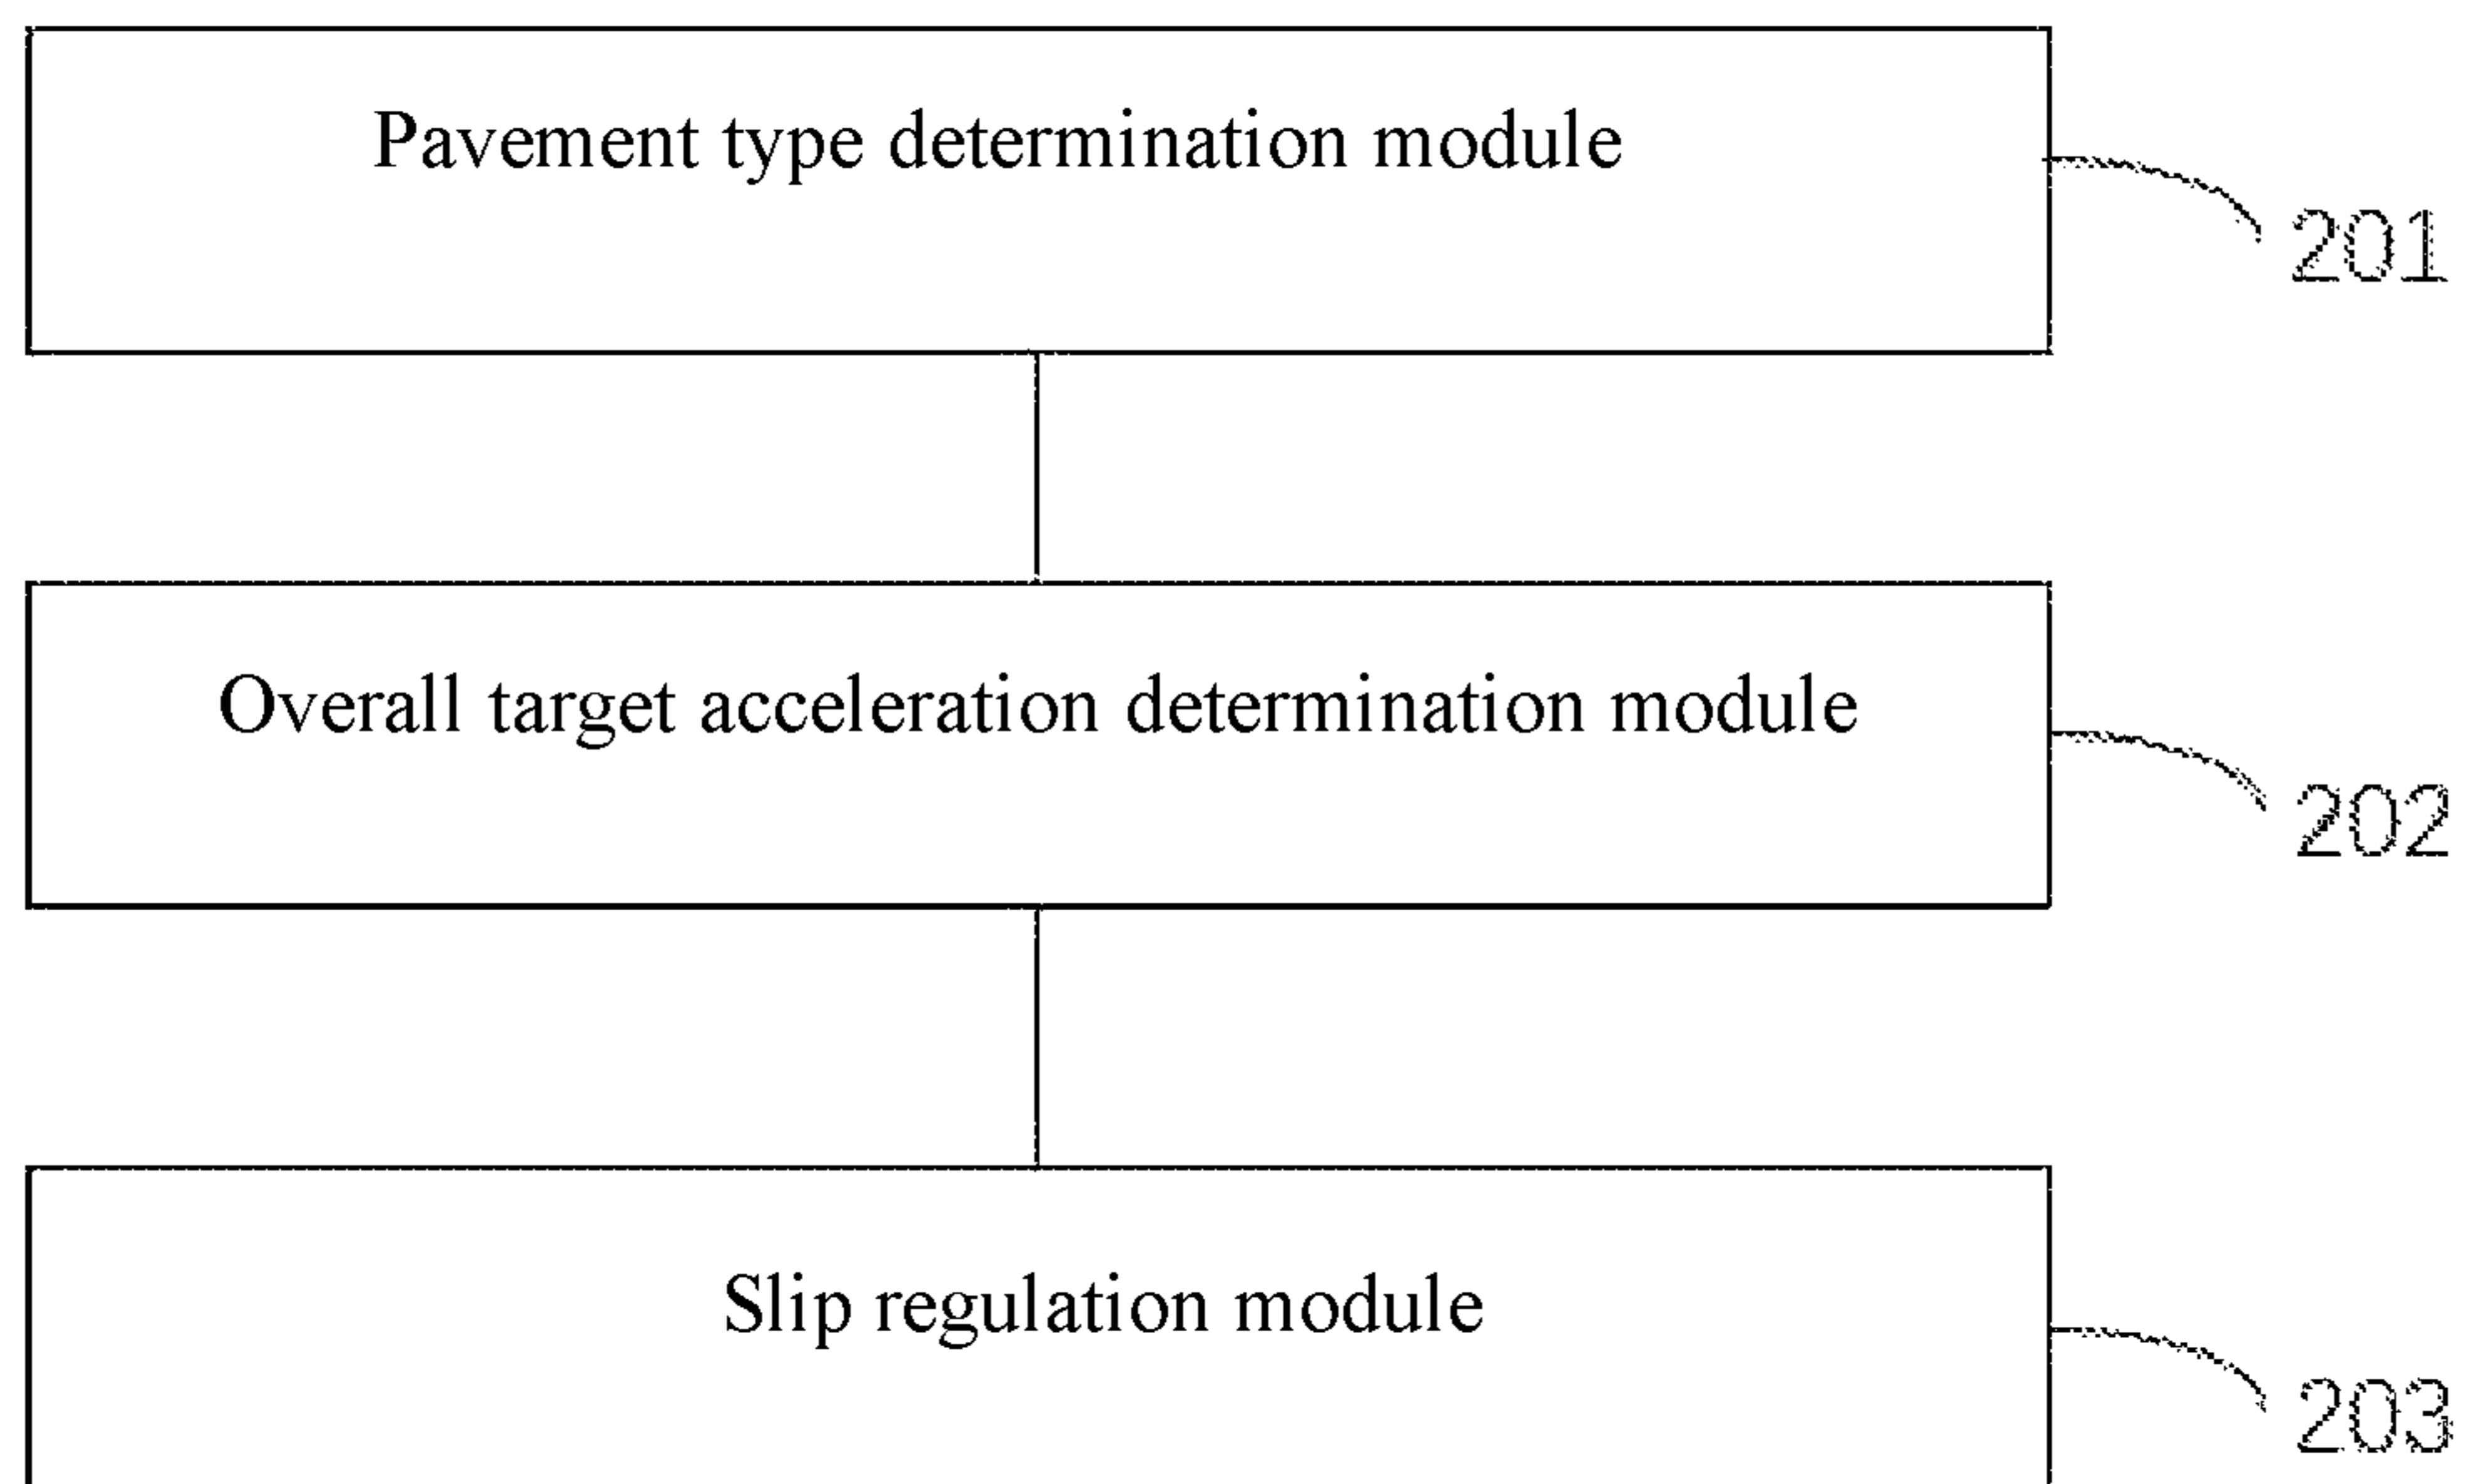 Pavement type determination module
201
Overall target acceleration determination module
202
Slip regulation module
203